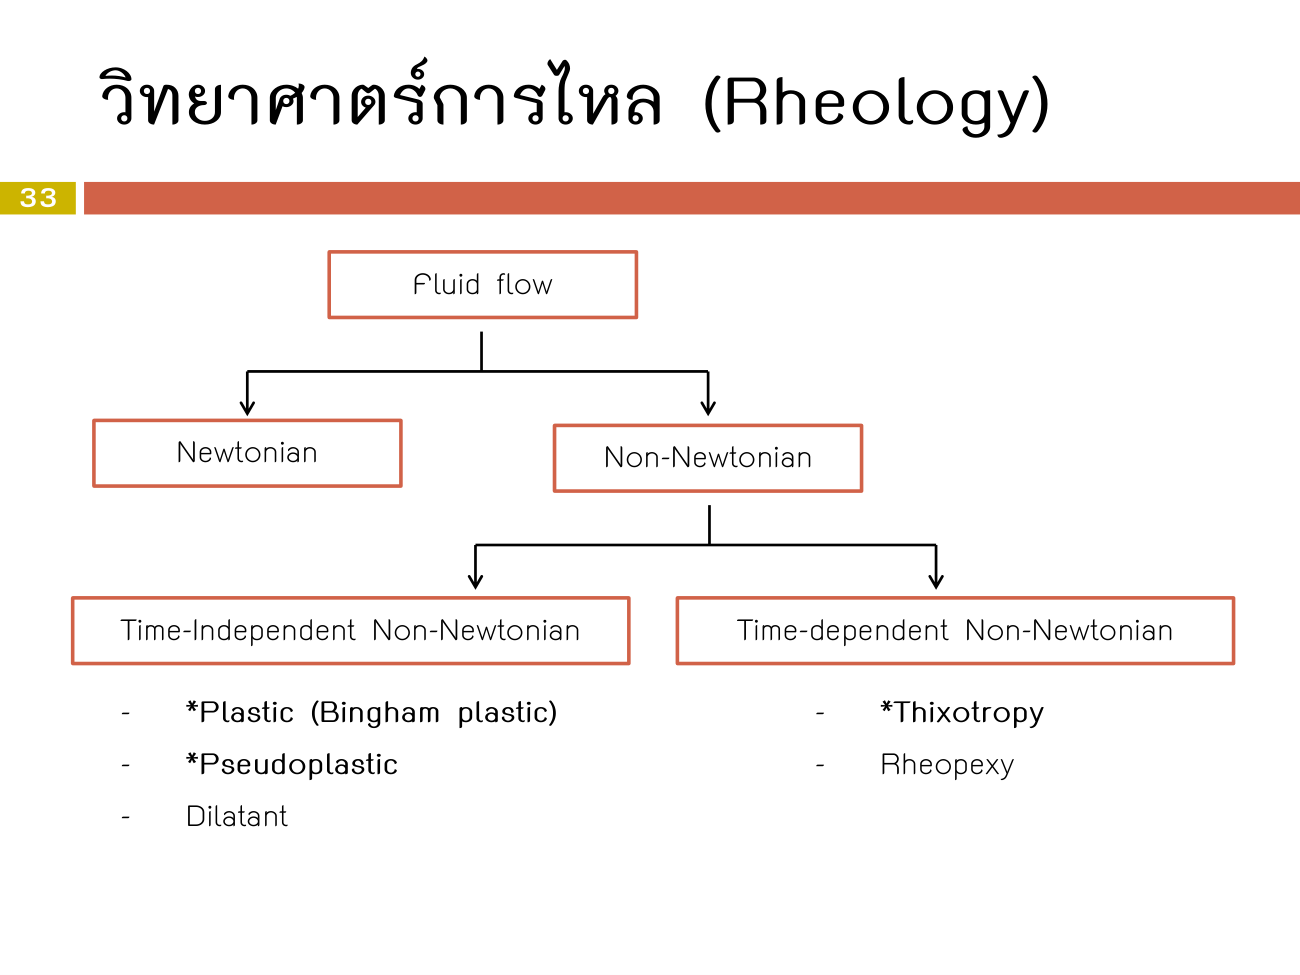 วิทยาศาตร์การไหล (Rheology)
33
Fluid flow
Newtonian
Non-Newtonian
Time-Independent Non-Newtonian
Time-dependent Non-Newtonian
- *Plastic (Bingham plastic)
- *Pseudoplastic
- Dilatant
- *Thixotropy
- Rheopexy